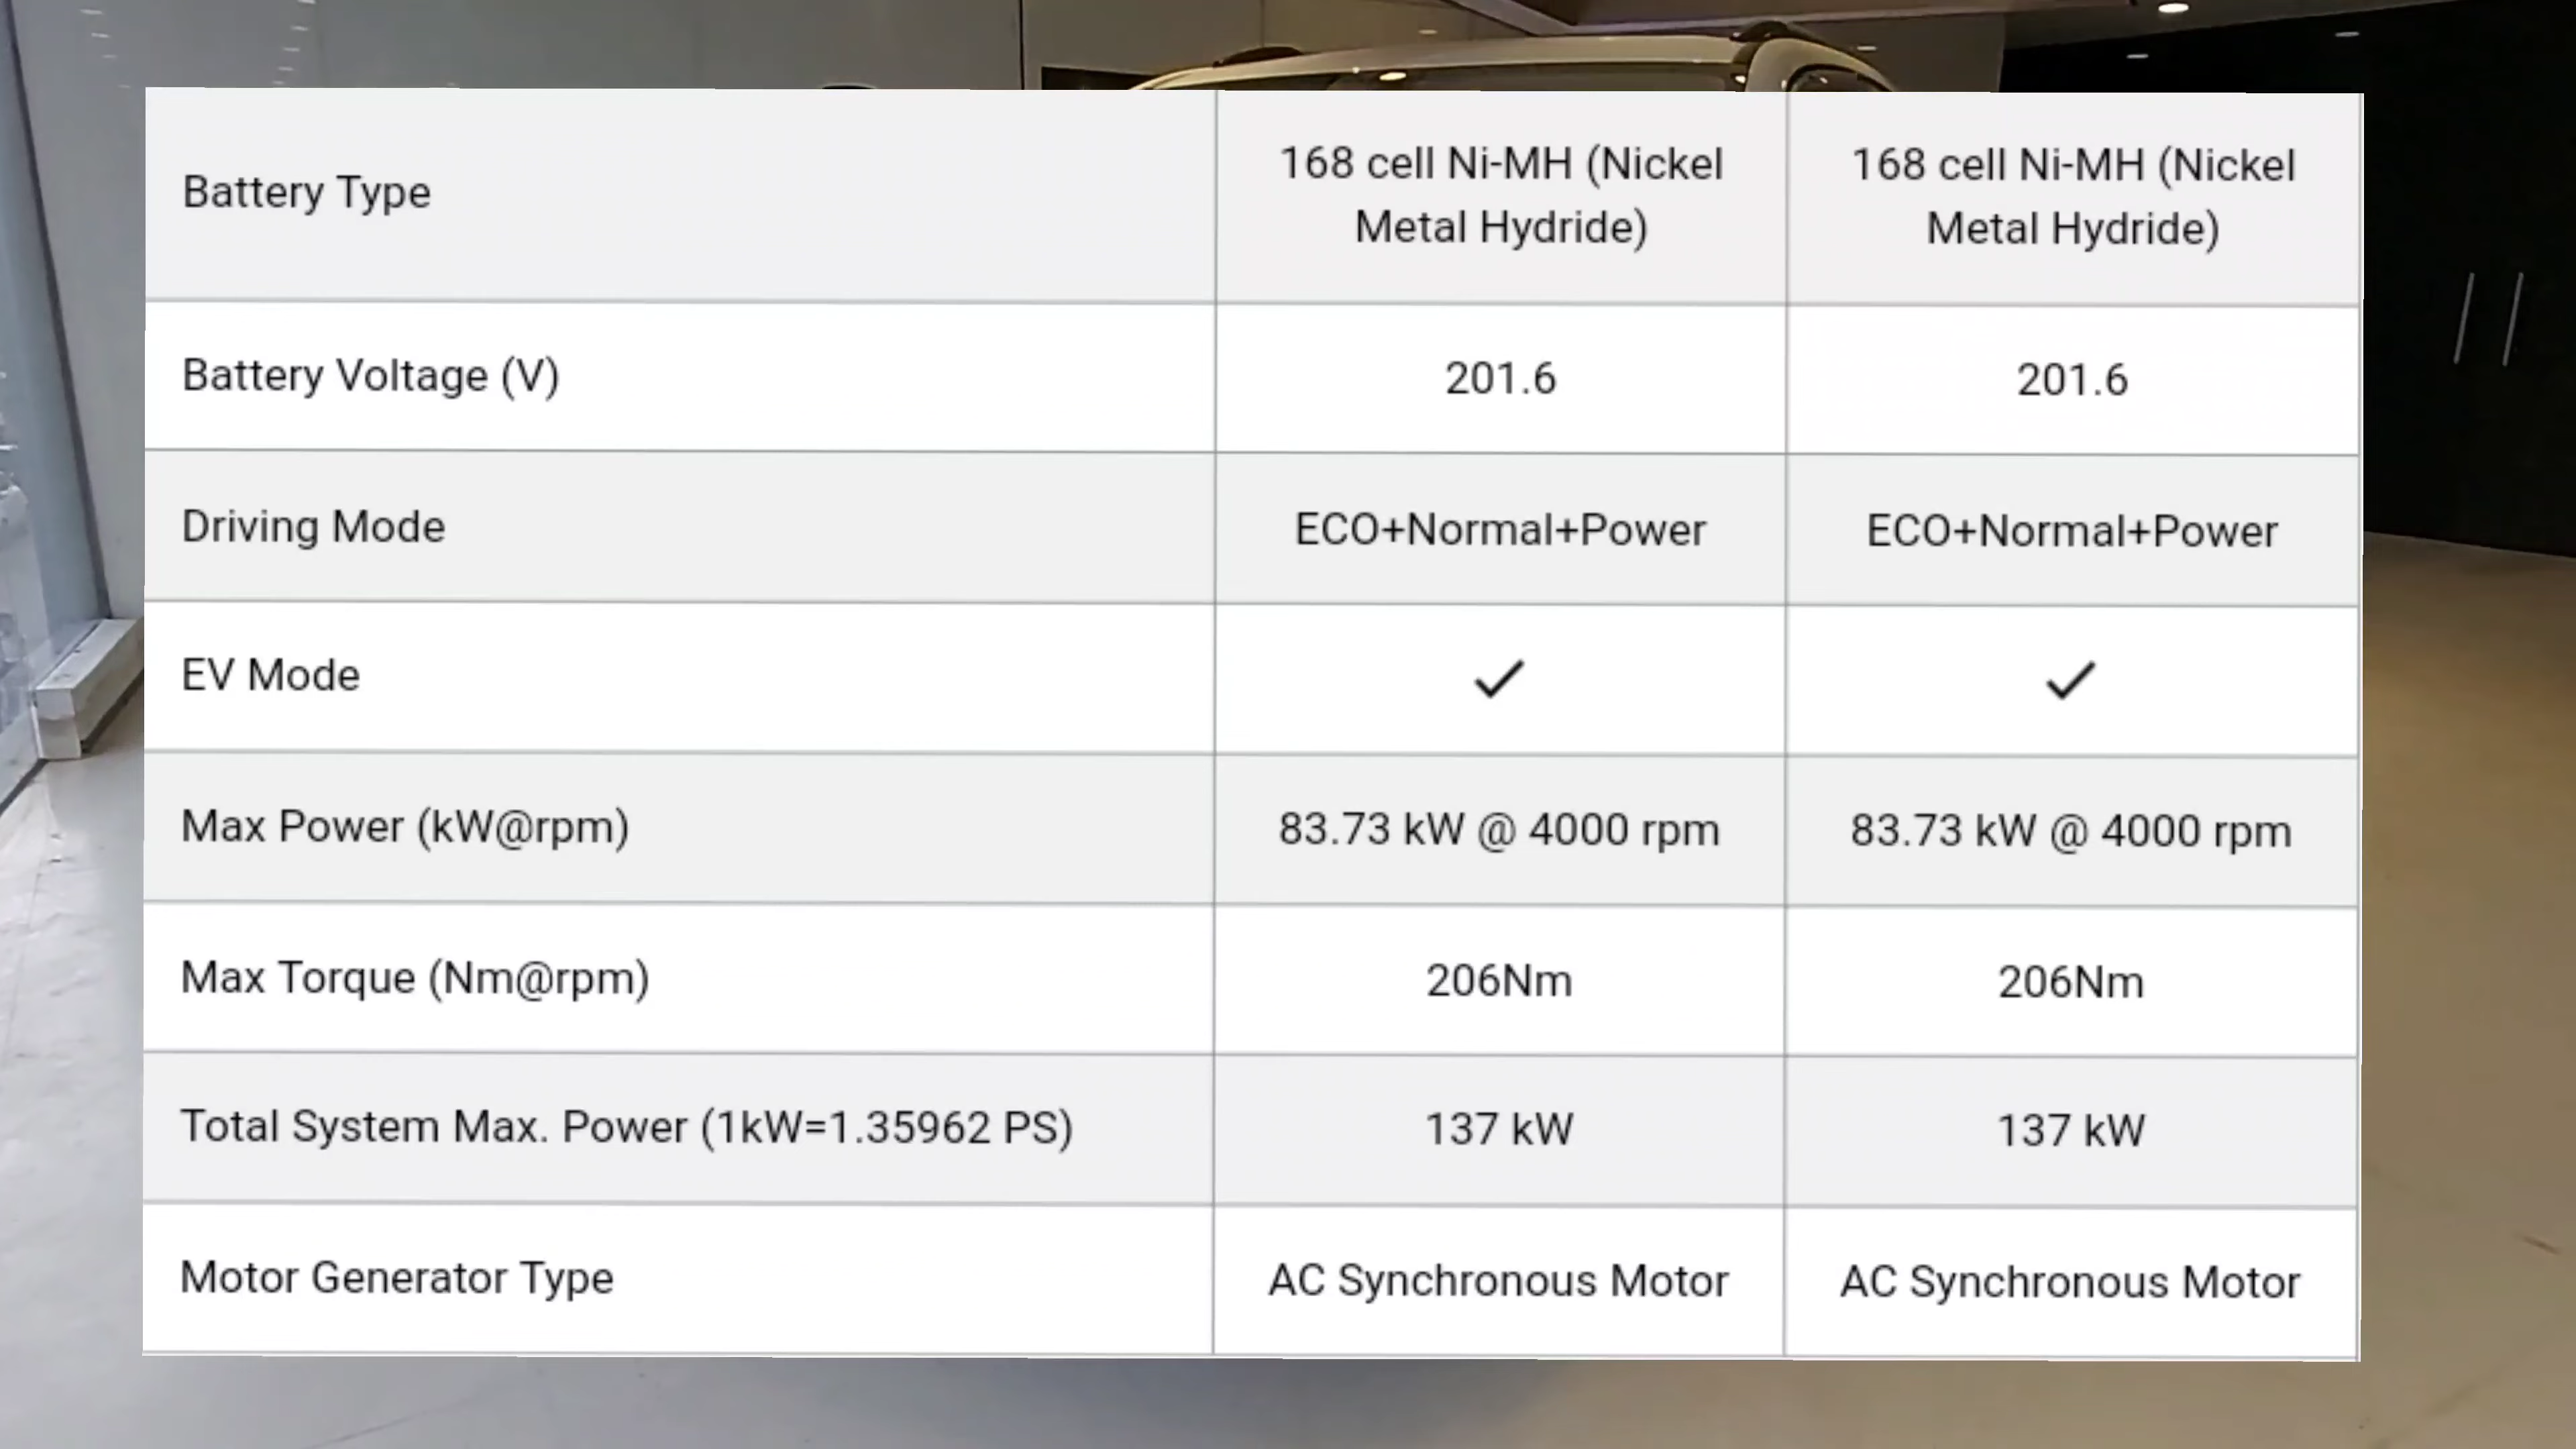 Battery Type
168 cell Ni-MH (Nickel
Metal Hydride)
168 cell Ni-MH (Nickel
Metal Hydride)
Battery Voltage (V)
201.6
201.6
Driving Mode
ECO+Normal+Power
ECO+Normal+Power
EV Mode
✓
✓
Max Power (kW@rpm)
83.73 kW @ 4000 rpm
83.73 kW @ 4000 rpm
Max Torque (Nm@rpm)
206Nm
206Nm
Total System Max. Power (1kW=1.35962 PS)
137 kW
137 kW
Motor Generator Type
AC Synchronous Motor
AC Synchronous Motor